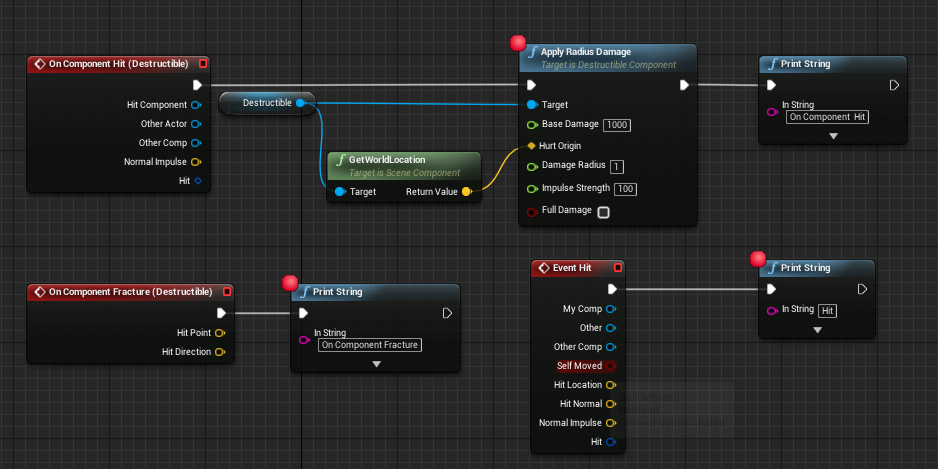 On Component Hit (Destructible)
Hit Component
Other Actor
Other Comp
Normal Impulse
Hit
Destructible
GetWorldLocation
Target is Scene Component
Target
Return Value
Apply Radius Damage
Target is Destructible Component
Target
Base Damage 1000
Hurt Origin
Damage Radius 1
Impulse Strength 100
Full Damage
Print String
In String
On Component Hit
On Component Fracture (Destructible)
Hit Point
Hit Direction
Print String
In String
On Component Fracture
Event Hit
My Comp
Other
Other Comp
Self Moved
Hit Location
Hit Normal
Normal Impulse
Hit
Print String
In String Hit